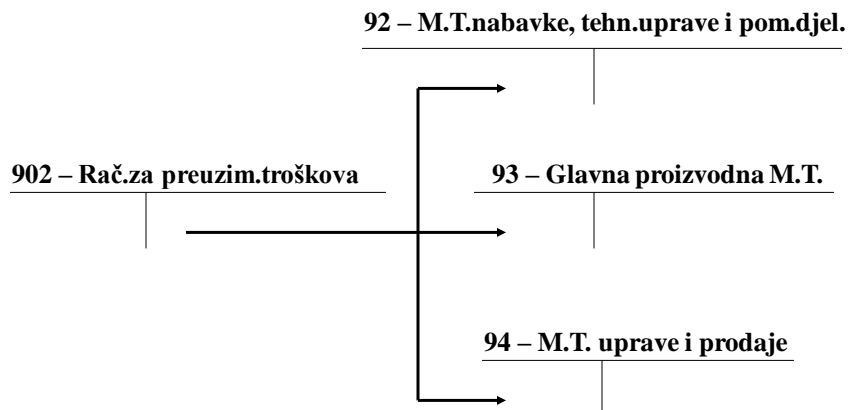 92 – M.T.nabavke, tehn.uprave i pom.djel.
902 – Rač.za preuzim.troškova
93 – Glavna proizvodna M.T.
94 – M.T. uprave i prodaje